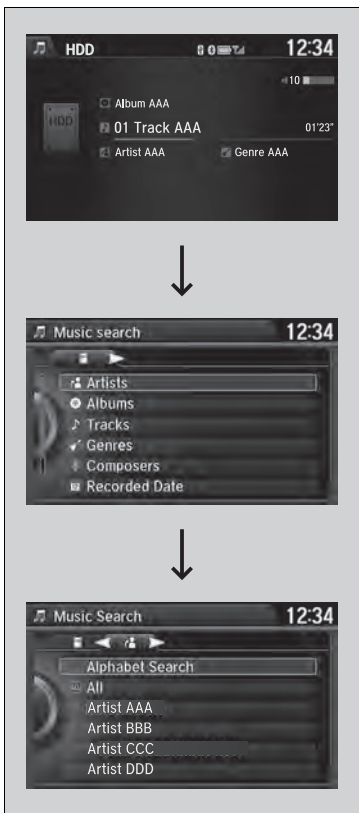 HDD 12:34
10
Album AAA
HDD
01 Track AAA 01'23"
Artist AAA Genre AAA
Music search 12:34
Artists
Albums
Tracks
Genres
Composers
Recorded Date
Music Search 12:34
Alphabet Search
All
Artist AAA
Artist BBB
Artist CCC
Artist DDD